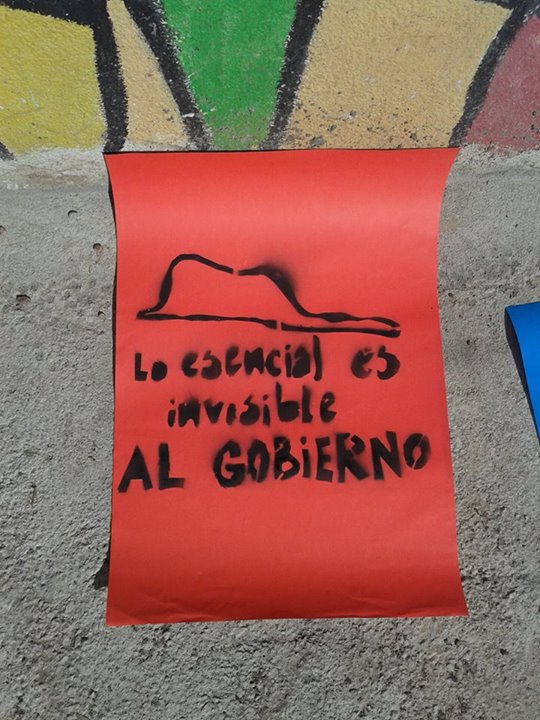 Lo esencial es
invisible
AL GOBiERNO